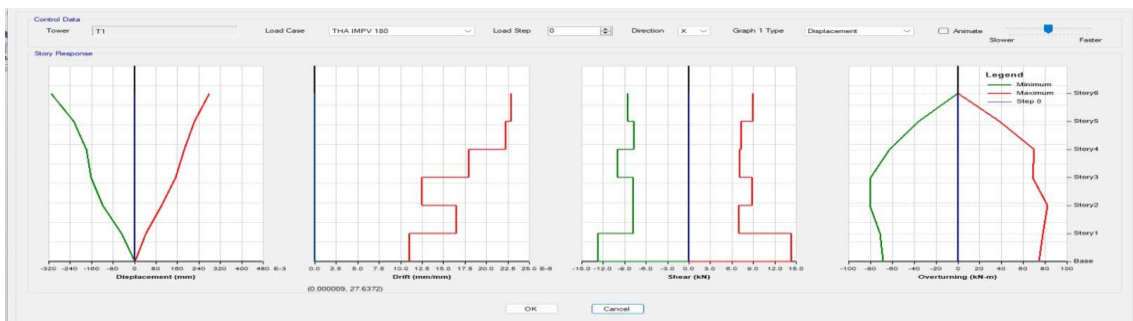 Control Data
Tower T1 Load Case THA IMPV 180 Load Step 0 Direction X Graph 1 Type Displacement Animate
Slower Faster
Story Response
Legend
Minimum
Maximum
Step 0
Story6
Story5
Story4
Story3
Story2
Story1
Base
-320 -240 -160 -80 0 80 160 240 320 400 480 E-3
Displacement (mm)
0.0 2.5 5.0 7.5 10.0 12.5 15.0 17.5 20.0 22.5 25.0 E-6
Drift (mm/mm)
-15.0 -12.0 -9.0 -6.0 -3.0 0 3.0 6.0 9.0 12.0 15.0
Shear (kN)
-100 -80 -60 -40 -20 0 20 40 60 80 100
Overturning (kN-m)
(0.000009, 27.6372)
OK Cancel